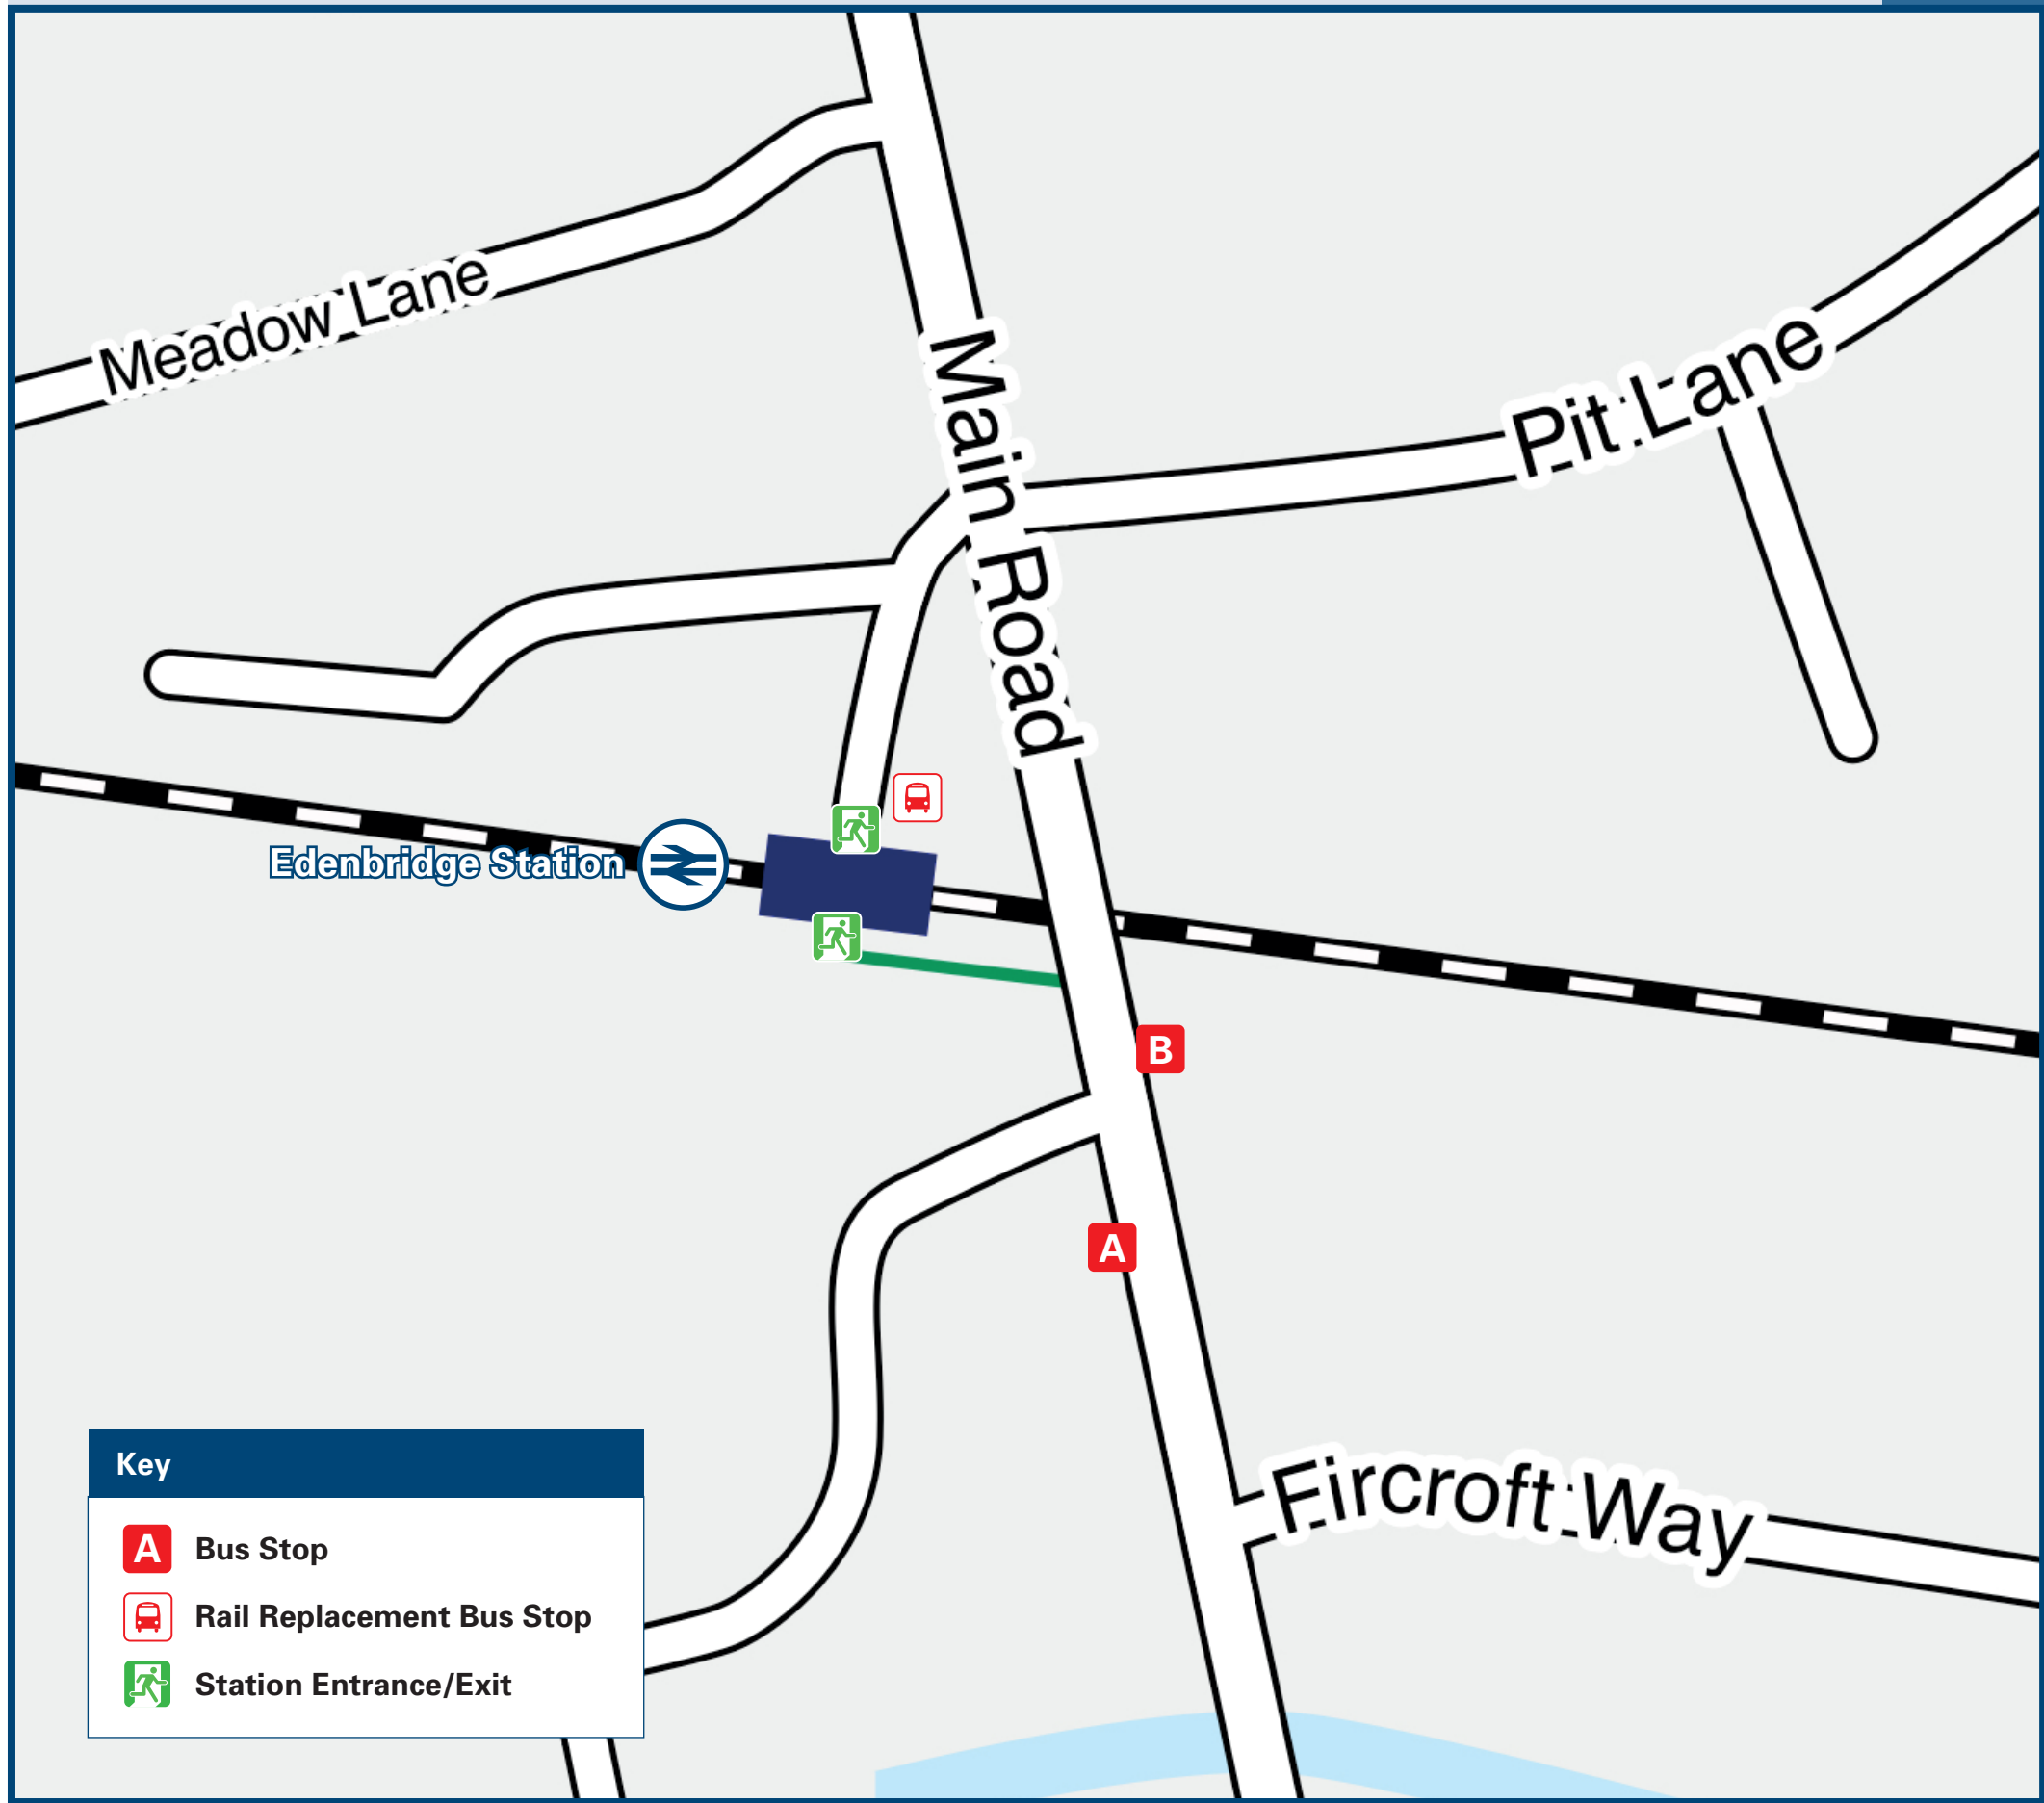 Meadow Lane
Main Road
Pit Lane
Edenbridge Station
B
A
Fircroft Way
Key
A Bus Stop
Rail Replacement Bus Stop
Station Entrance/Exit